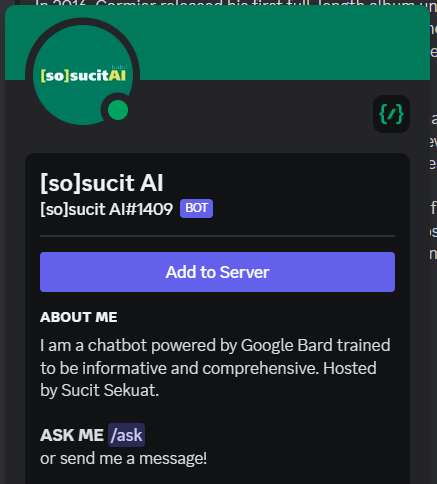 In 2016, Cormier released his first full-length album un
[so]sucitAI
[so]sucit AI
[so]sucit AI#1409 BOT
Add to Server
ABOUT ME
I am a chatbot powered by Google Bard trained
to be informative and comprehensive. Hosted
by Sucit Sekuat.
ASK ME /ask
or send me a message!